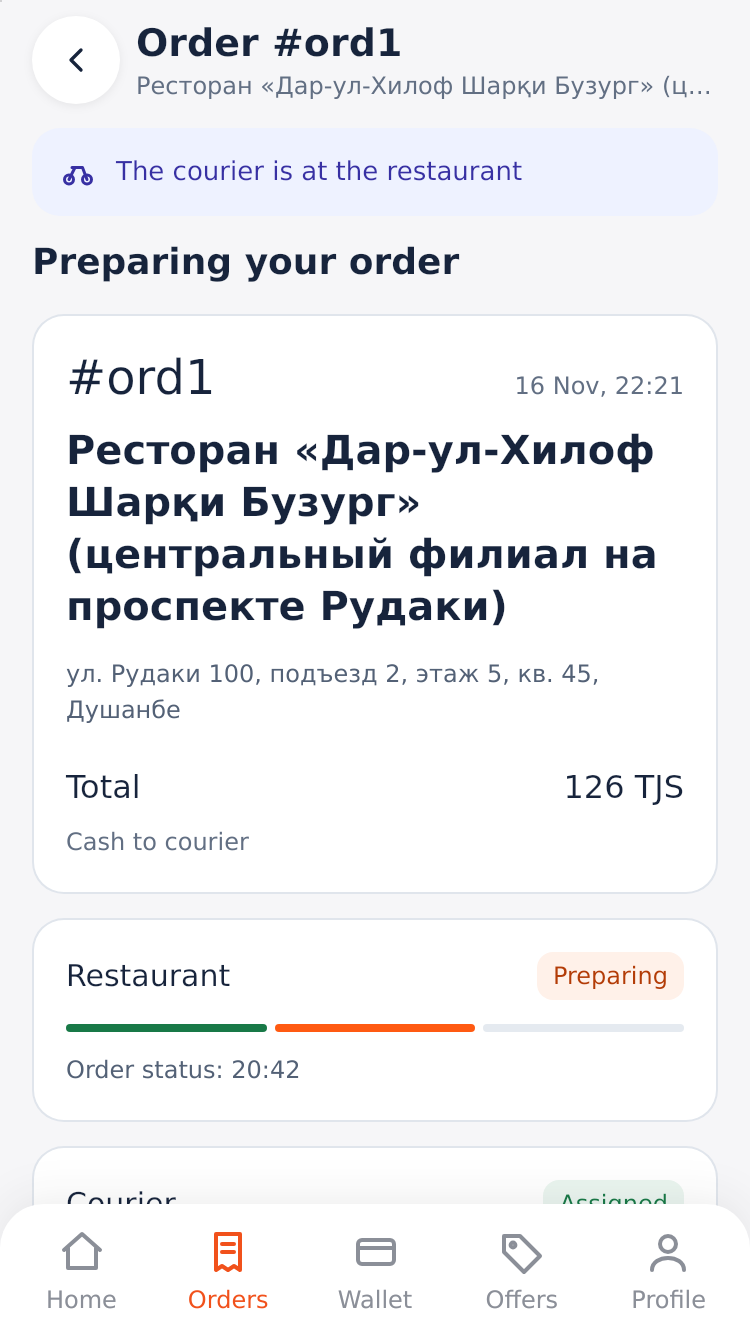 Order #ord1
Ресторан «Дар-ул-Хилоф Шарқи Бузург» (ц...
The courier is at the restaurant
Preparing your order
#ord1
16 Nov, 22:21
Ресторан «Дар-ул-Хилоф
Шарқи Бузург»
(центральный филиал на
проспекте Рудаки)
ул. Рудаки 100, подъезд 2, этаж 5, кв. 45,
Душанбе
Total
126 TJS
Cash to courier
Restaurant
Preparing
Order status: 20:42
Courier
Assigned
Home
Orders
Wallet
Offers
Profile